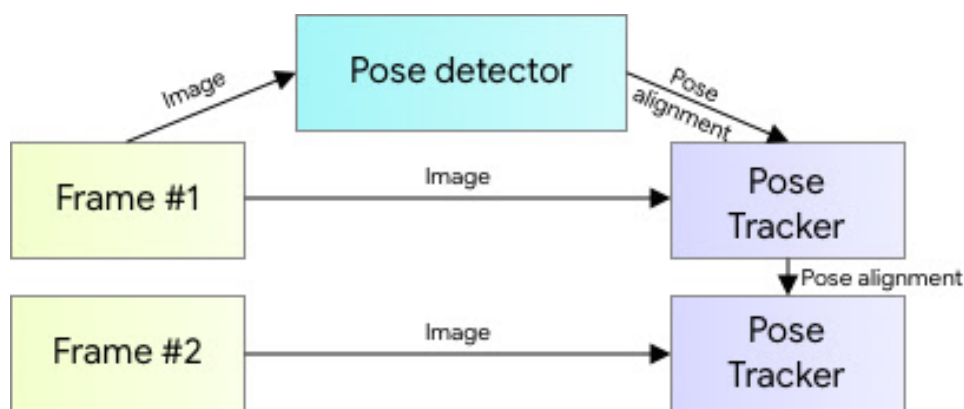 Pose detector
Image
Pose
alignment
Frame #1
Image
Pose
Tracker
Pose alignment
Frame #2
Image
Pose
Tracker